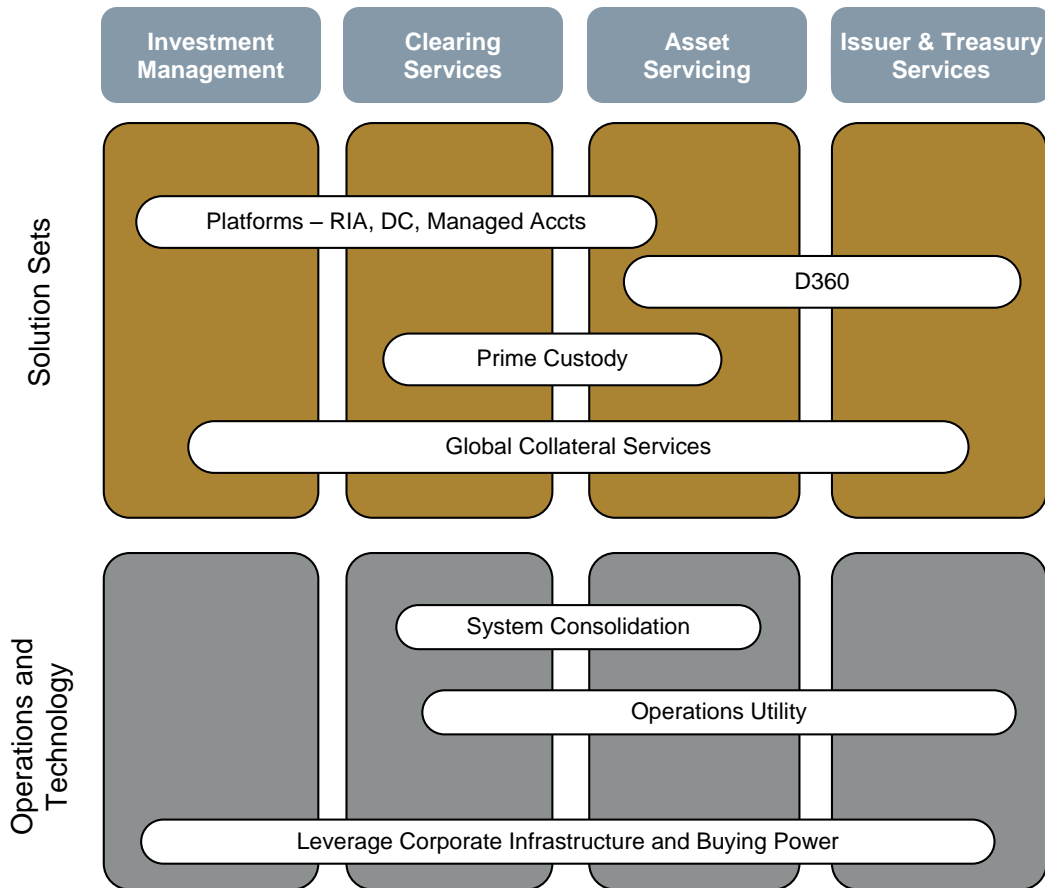 Investment
Management
Clearing
Services
Asset
Servicing
Issuer & Treasury
Services
Solution Sets
Platforms – RIA, DC, Managed Accts
D360
Prime Custody
Global Collateral Services
Operations and
Technology
System Consolidation
Operations Utility
Leverage Corporate Infrastructure and Buying Power